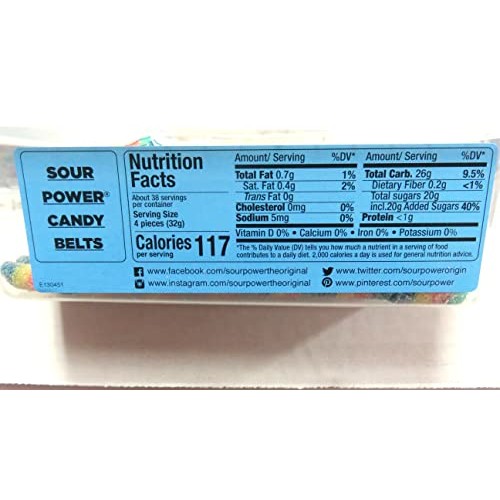 SOUR
POWER®
CANDY
BELTS
E130451
Nutrition
Facts
About 38 servings
per container
Serving Size
4 pieces (32g)
Calories 117
per serving
Amount/ Serving %DV*
Total Fat 0.7g 1%
Sat. Fat 0.4g 2%
Trans Fat 0g
Cholesterol 0mg 0%
Sodium 5mg 0%
Amount/ Serving %DV*
Total Carb. 26g 9.5%
Dietary Fiber 0.2g <1%
Total sugars 20g
incl.20g Added Sugars 40%
Protein <1g
Vitamin D 0% • Calcium 0% • Iron 0% • Potassium 0%
*The % Daily Value (DV) tells you how much a nutrient in a serving of food
contributes to a daily diet. 2,000 calories a day is used for general nutrition advice.
www.facebook.com/sourpowertheoriginal
www.twitter.com/sourpowerorigin
www.instagram.com/sourpowertheoriginal
www.pinterest.com/sourpower